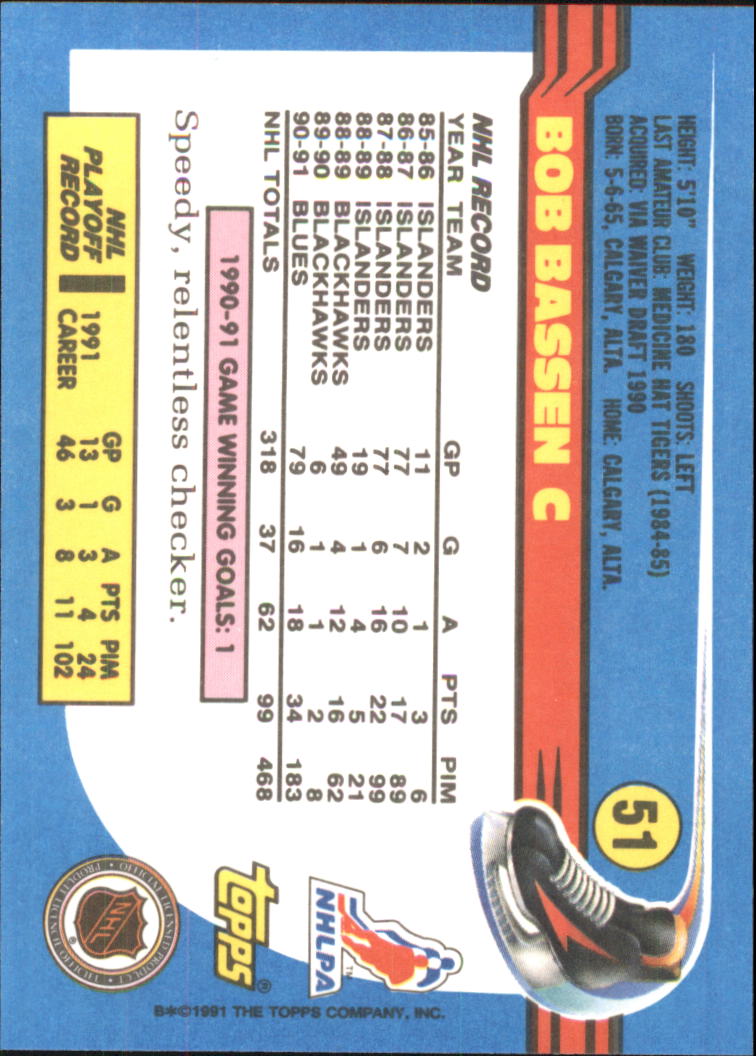 51
HEIGHT: 5'10" WEIGHT: 180 SHOOTS: LEFT
LAST AMATEUR CLUB: MEDICINE HAT TIGERS (1984-85)
ACQUIRED: VIA WAIVER DRAFT 1990
BORN: 5-6-65, CALGARY, ALTA. HOME: CALGARY, ALTA.
BOB BASSEN C
NHL RECORD
YEAR TEAM GP G A PTS PIM
85-86 ISLANDERS 11 2 1 3 6
86-87 ISLANDERS 77 7 10 17 89
87-88 ISLANDERS 77 6 16 22 99
88-89 ISLANDERS 19 1 4 5 21
88-89 BLACKHAWKS 49 4 12 16 62
89-90 BLACKHAWKS 6 1 1 2 8
90-91 BLUES 79 16 18 34 183
NHL TOTALS 318 37 62 99 468
1990-91 GAME WINNING GOALS: 1
Speedy, relentless checker.
NHL PLAYOFF RECORD
GP G A PTS PIM
1991 13 1 3 4 24
CAREER 46 3 8 11 102
NHLPA
TM
TOPPS®
NHL
®
B*©1991 THE TOPPS COMPANY, INC.